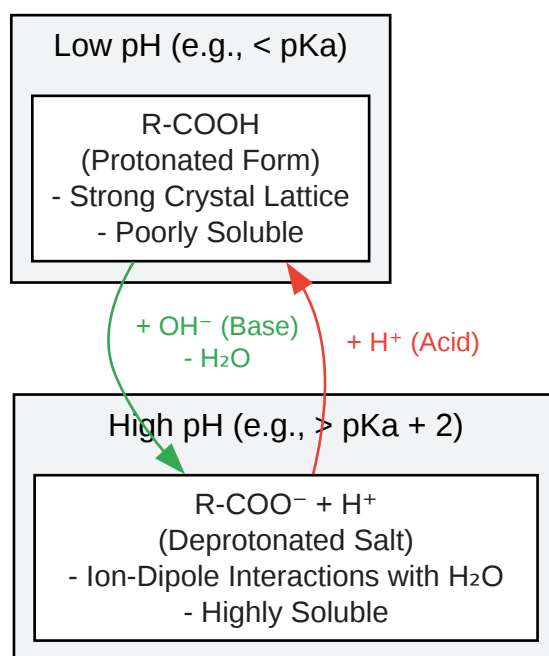 Low pH (e.g., < pKa)
R-COOH
(Protonated Form)
- Strong Crystal Lattice
- Poorly Soluble
+ OH⁻ (Base)
- H₂O
+ H⁺ (Acid)
High pH (e.g., > pKa + 2)
R-COO⁻ + H⁺
(Deprotonated Salt)
- Ion-Dipole Interactions with H₂O
- Highly Soluble